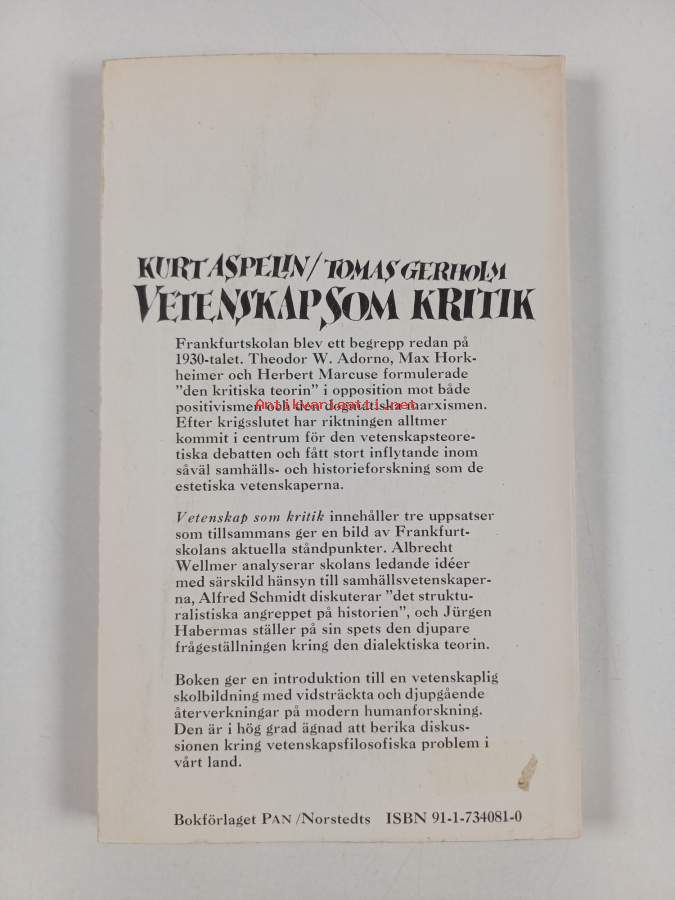 KURT ASPELIN/TOMAS GERHOLM
VETENSKAP SOM KRITIK
Frankfurtskolan blev ett begrepp redan på
1930-talet. Theodor W. Adorno, Max Hork-
heimer och Herbert Marcuse formulerade
"den kritiska teorin" i opposition mot både
positivismen och den dogmatiska marxismen.
Antikvariaatti.net
Efter krigsslutet har riktningen alltmer
kommit i centrum för den vetenskapsteore-
tiska debatten och fått stort inflytande inom
såväl samhälls- och historieforskning som de
estetiska vetenskaperna.
Vetenskap som kritik innehåller tre uppsatser
som tillsammans ger en bild av Frankfurt-
skolans aktuella ståndpunkter. Albrecht
Wellmer analyserar skolans ledande idéer
med särskild hänsyn till samhällsvetenskaper-
na, Alfred Schmidt diskuterar "det struktu-
ralistiska angreppet på historien", och Jürgen
Habermas ställer på sin spets den djupare
frågeställningen kring den dialektiska teorin.
Boken ger en introduktion till en vetenskaplig
skolbildning med vidsträckta och djupgående
återverkningar på modern humanforskning.
Den är i hög grad ägnad att berika diskus-
sionen kring vetenskapsfilosofiska problem i
vårt land.
Bokförlaget PAN /Norstedts ISBN 91-1-734081-0